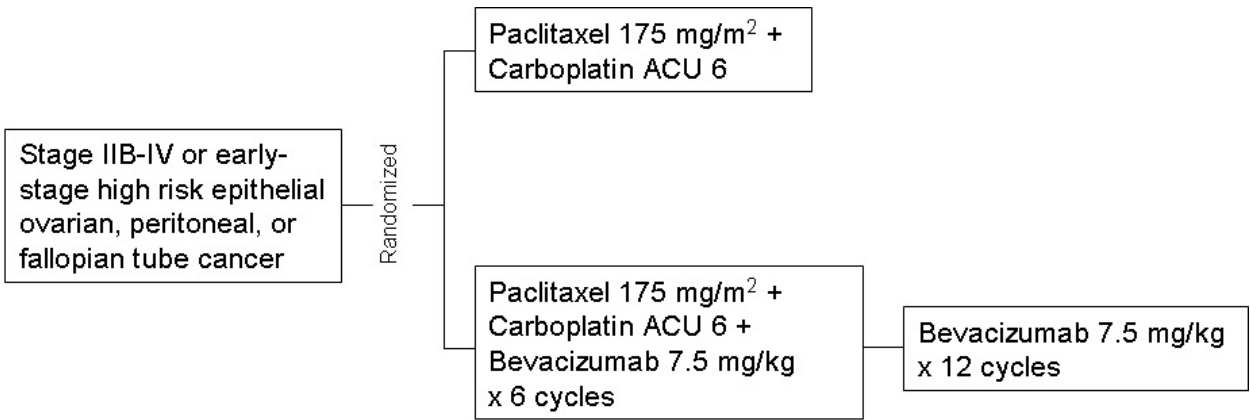 Stage IIB-IV or early-
stage high risk epithelial
ovarian, peritoneal, or
fallopian tube cancer
Randomized
Paclitaxel 175 mg/m² +
Carboplatin ACU 6
Paclitaxel 175 mg/m² +
Carboplatin ACU 6 +
Bevacizumab 7.5 mg/kg
x 6 cycles
Bevacizumab 7.5 mg/kg
x 12 cycles